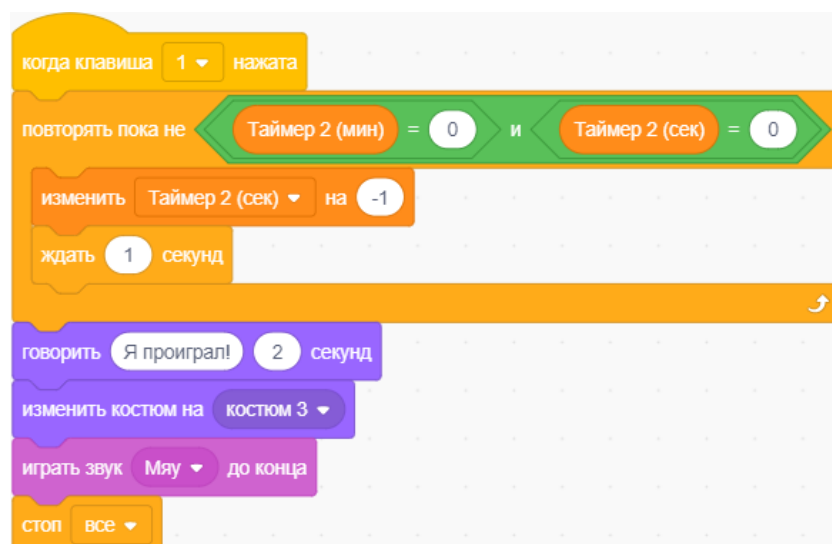 когда клавиша 1 нажата
повторять пока не Таймер 2 (мин) = 0 и Таймер 2 (сек) = 0
изменить Таймер 2 (сек) на -1
ждать 1 секунд
говорить Я проиграл! 2 секунд
изменить костюм на костюм 3
играть звук Мяу до конца
стоп все